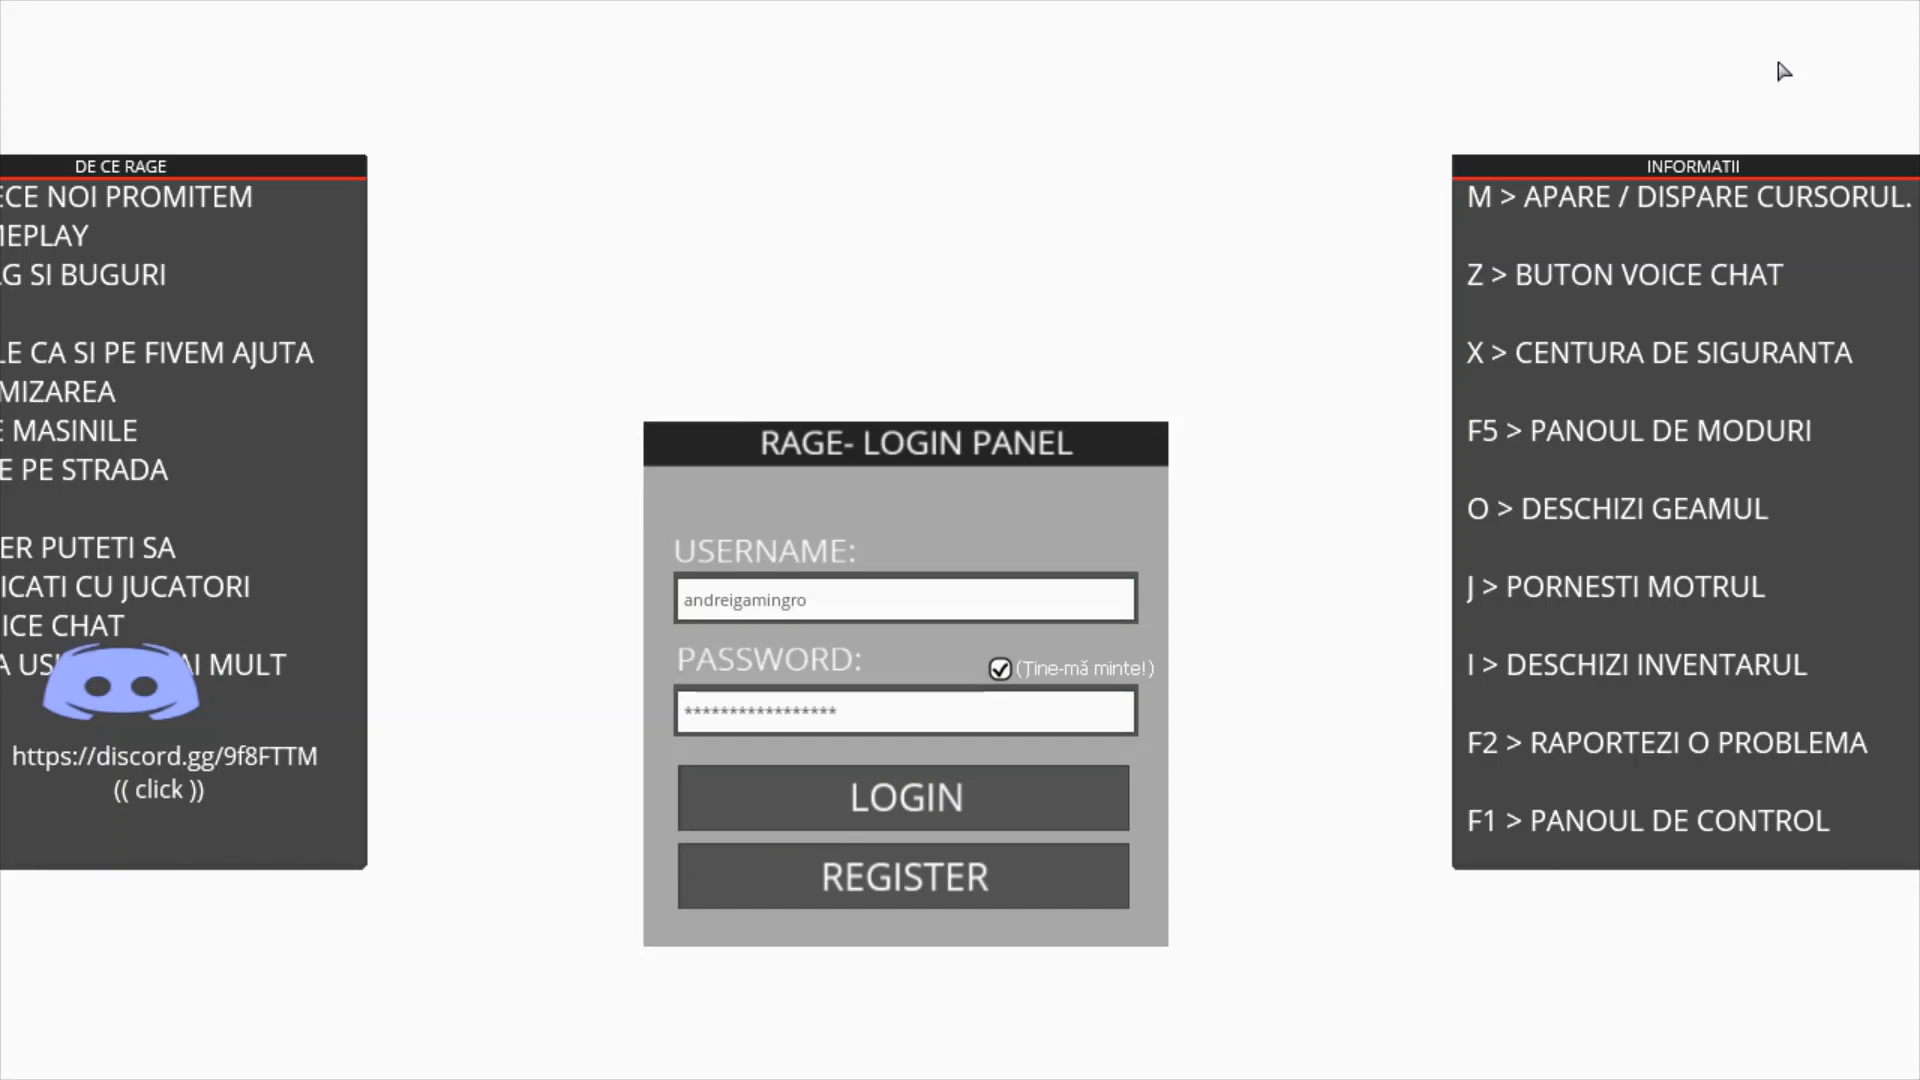 DE CE RAGE
ECE NOI PROMITEM
MEPLAY
G SI BUGURI
LE CA SI PE FIVEM AJUTA
MIZAREA
E MASINILE
E PE STRADA
ER PUTETI SA
ICATI CU JUCATORI
ICE CHAT
A US AI MULT
https://discord.gg/9f8FTTM
(( click ))
RAGE- LOGIN PANEL
USERNAME:
andreigamingro
PASSWORD:
(Ține-mă minte!)
*****************
LOGIN
REGISTER
INFORMATII
M > APARE / DISPARE CURSORUL.
Z > BUTON VOICE CHAT
X > CENTURA DE SIGURANTA
F5 > PANOUL DE MODURI
O > DESCHIZI GEAMUL
J > PORNESTI MOTRUL
I > DESCHIZI INVENTARUL
F2 > RAPORTEZI O PROBLEMA
F1 > PANOUL DE CONTROL